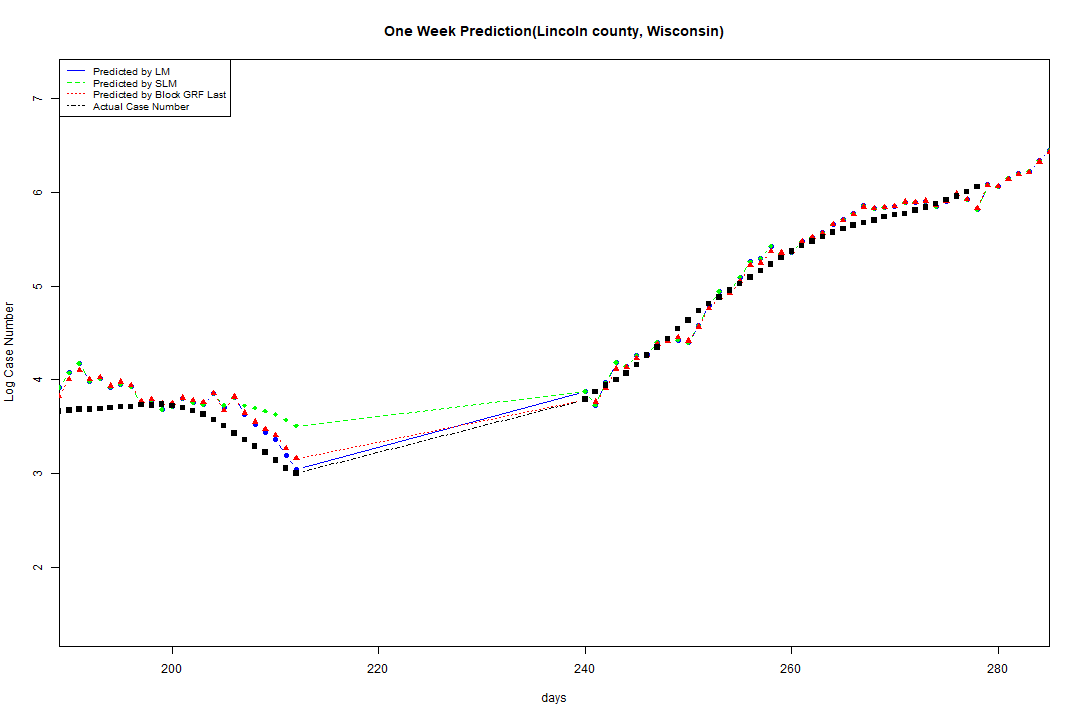 One Week Prediction(Lincoln county, Wisconsin)
Predicted by LM
Predicted by SLM
Predicted by Block GRF Last
Actual Case Number
7
6
5
4
3
2
Log Case Number
200
220
240
260
280
days